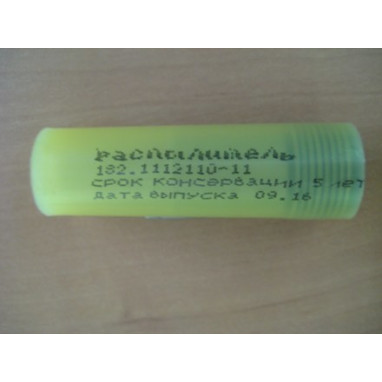 Распылитель
182.1112110-11
СРОК КОНСЕРВАЦИИ 5 лет
Дата выпуска 09.16